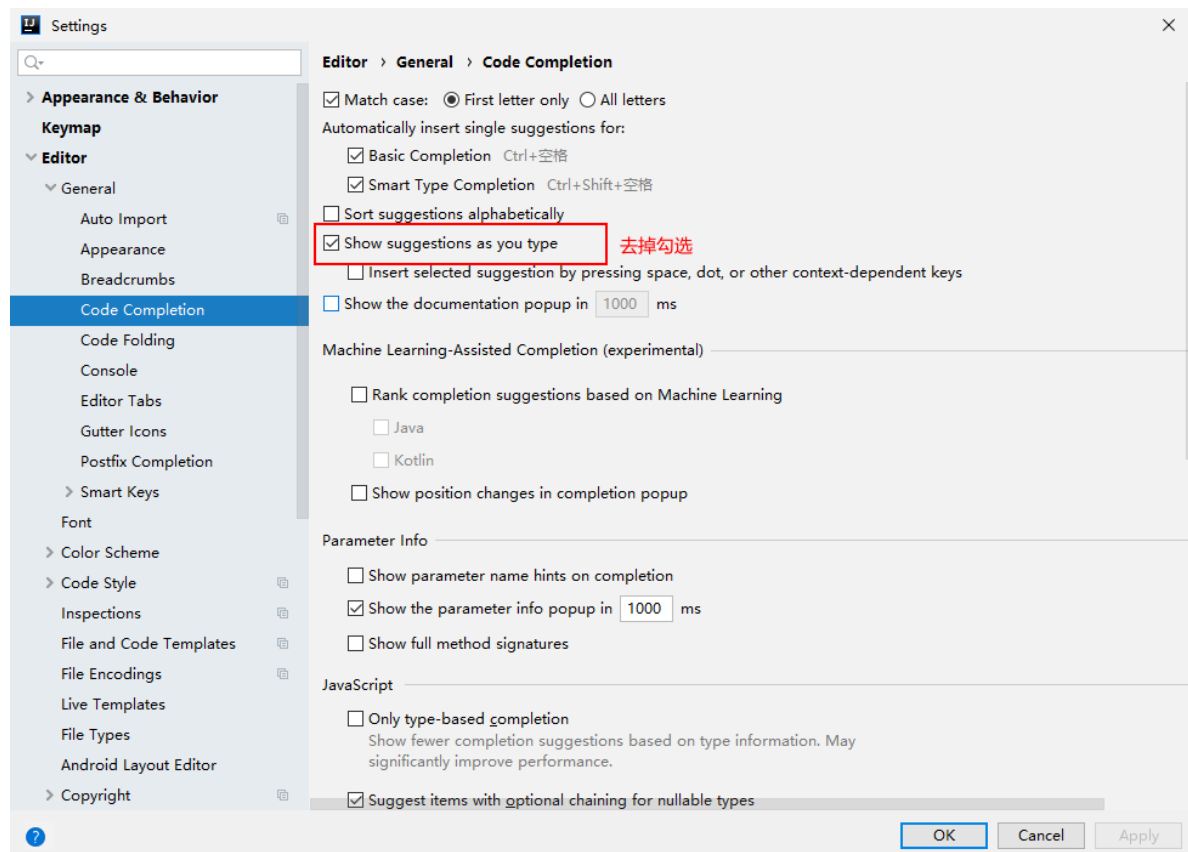 Settings
Appearance & Behavior
Keymap
Editor
General
Auto Import
Appearance
Breadcrumbs
Code Completion
Code Folding
Console
Editor Tabs
Gutter Icons
Postfix Completion
Smart Keys
Font
Color Scheme
Code Style
Inspections
File and Code Templates
File Encodings
Live Templates
File Types
Android Layout Editor
Copyright
Editor > General > Code Completion
Match case: First letter only All letters
Automatically insert single suggestions for:
Basic Completion Ctrl+空格
Smart Type Completion Ctrl+Shift+空格
Sort suggestions alphabetically
Show suggestions as you type 去掉勾选
Insert selected suggestion by pressing space, dot, or other context-dependent keys
Show the documentation popup in 1000 ms
Machine Learning-Assisted Completion (experimental)
Rank completion suggestions based on Machine Learning
Java
Kotlin
Show position changes in completion popup
Parameter Info
Show parameter name hints on completion
Show the parameter info popup in 1000 ms
Show full method signatures
JavaScript
Only type-based completion
Show fewer completion suggestions based on type information. May
significantly improve performance.
Suggest items with optional chaining for nullable types
? OK Cancel Apply